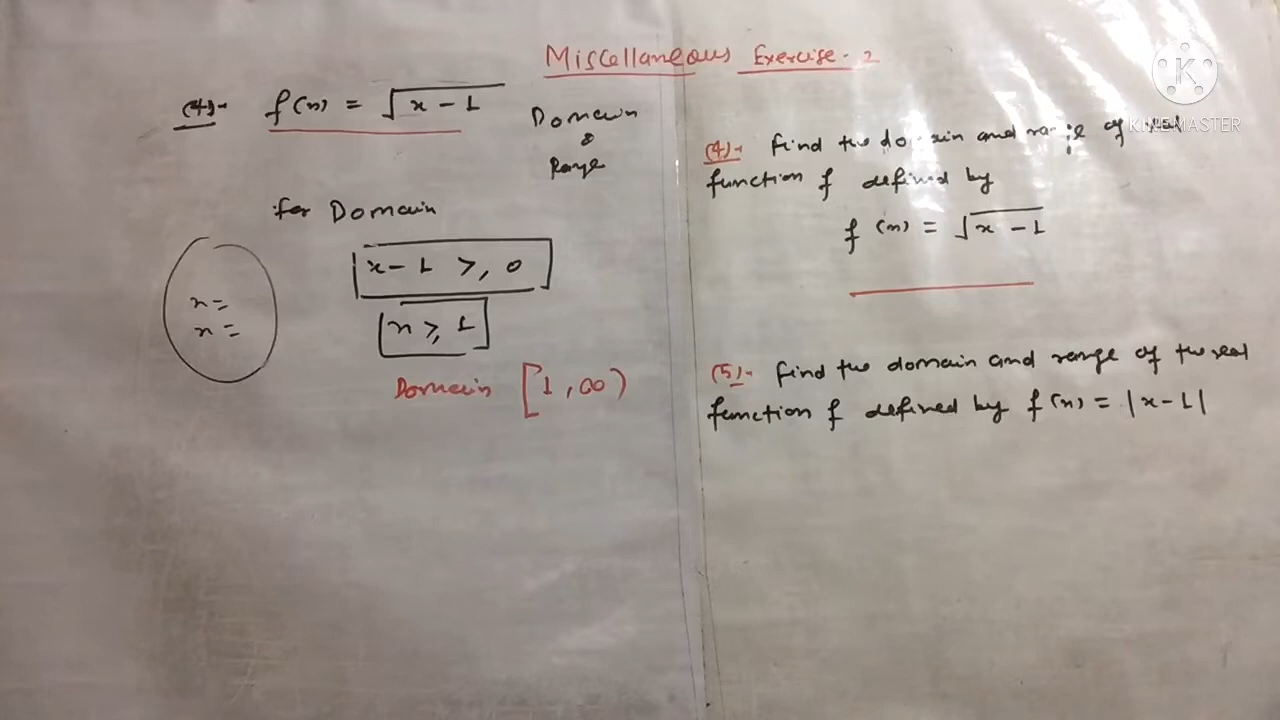 Miscellaneous Exercise - 2
(4)- f(x) = √x - 1
Domain
&
Range
for Domain
x - 1 ≥ 0
x ≥ 1
x =
x =
Domain [1, ∞)
(4)- find the domain and range of
function f defined by
f(x) = √x - 1
(5)- find the domain and range of the real
function f defined by f(x) = |x - 1|
K
KINEMASTER